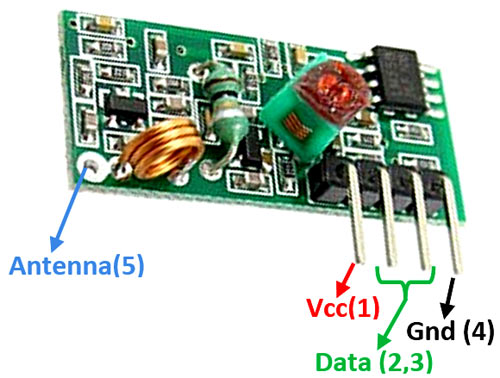 Antenna(5)
Vcc(1)
Gnd (4)
Data (2,3)